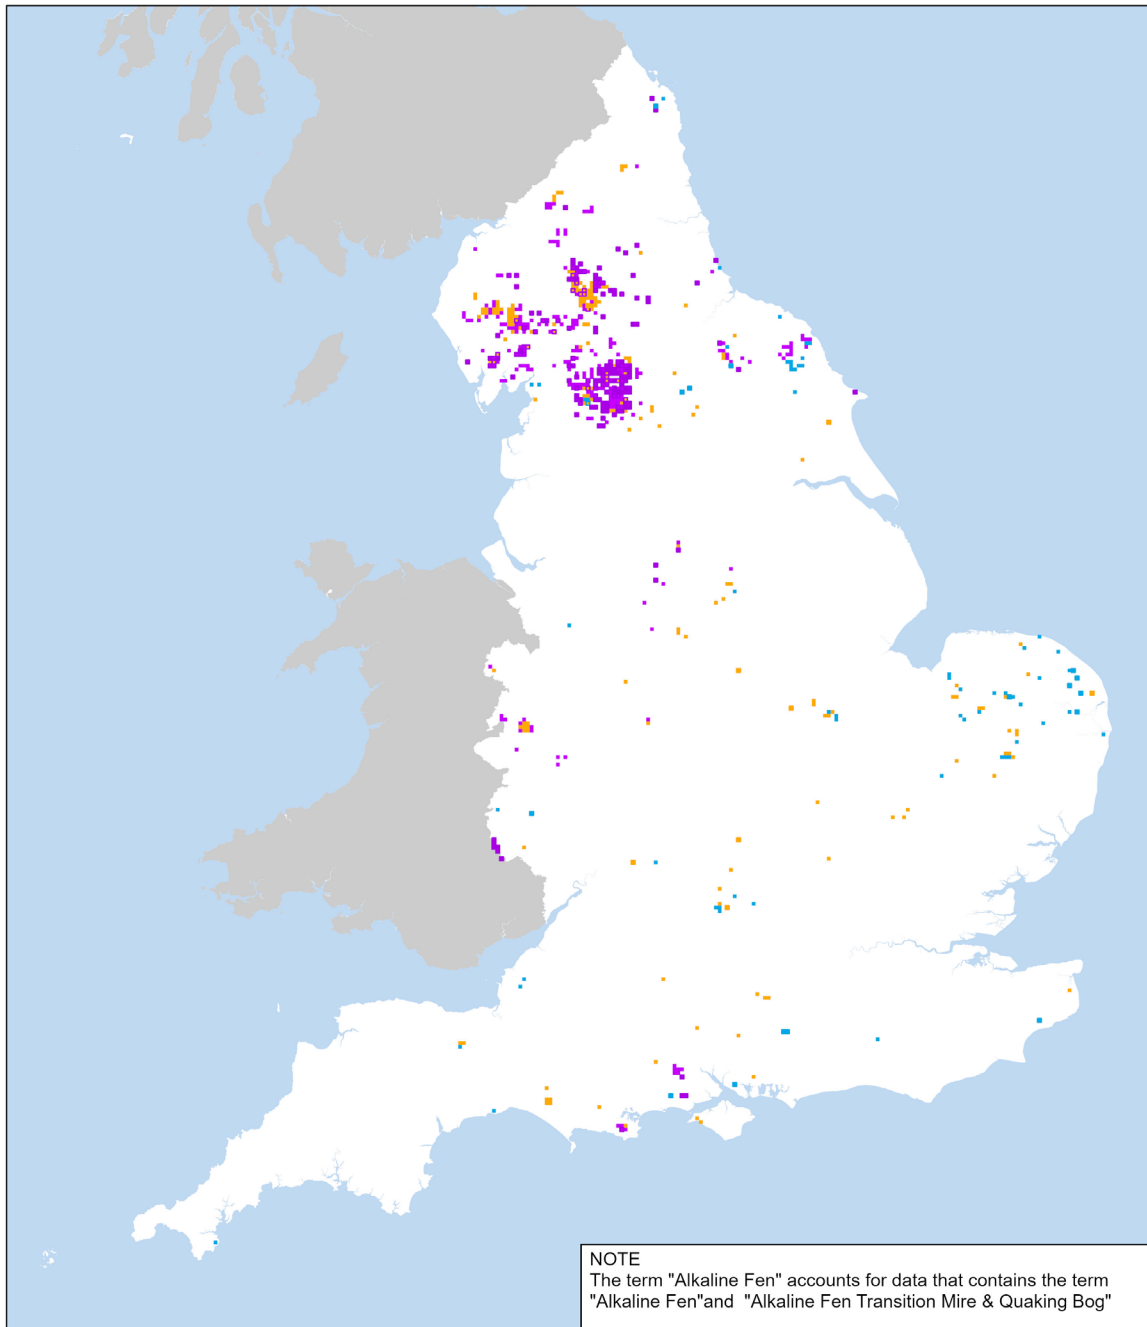 NOTE
The term "Alkaline Fen" accounts for data that contains the term
"Alkaline Fen"and  "Alkaline Fen Transition Mire & Quaking Bog"